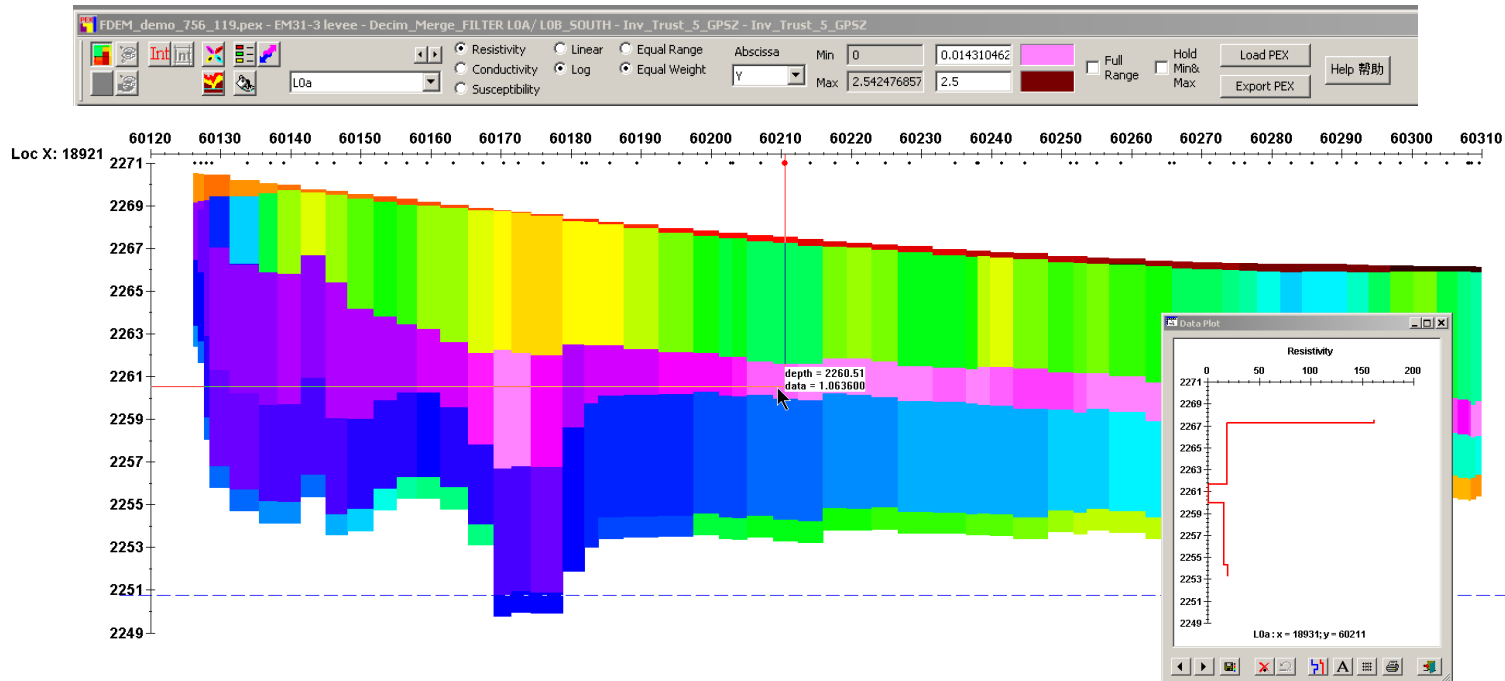 FDEM_demo_756_119.pex - EM31-3 levee - Decim_Merge_FILTER L0A/ L0B_SOUTH - Inv_Trust_5_GPSZ - Inv_Trust_5_GPSZ
Int Int
L0a
Resistivity Linear Equal Range
Conductivity Log Equal Weight
Susceptibility
Abscissa
Y
Min 0 0.014310462
Max 2.542476857 2.5
Full Range
Hold Min& Max
Load PEX
Export PEX
Help 帮助
60120 60130 60140 60150 60160 60170 60180 60190 60200 60210 60220 60230 60240 60250 60260 60270 60280 60290 60300 60310
Loc X: 18921
2271
2269
2267
2265
2263
2261
2259
2257
2255
2253
2251
2249
depth = 2260.51
data = 1.063600
Data Plot
Resistivity
0 50 100 150 200
2271
2269
2267
2265
2263
2261
2259
2257
2255
2253
2251
2249
L0a : x = 18931; y = 60211
A